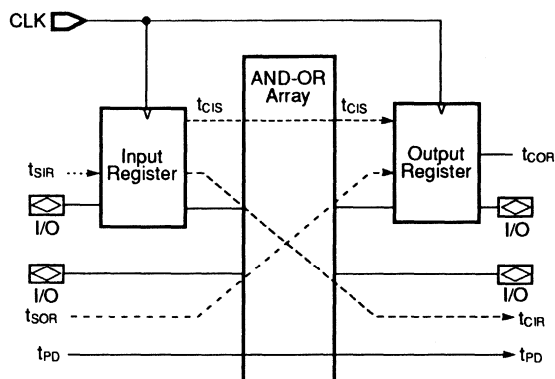 CLK
AND-OR
Array
tCIS
tCIS
Input
Register
Output
Register
tSIR
tCOR
I/O
I/O
I/O
I/O
tSOR
tCIR
tPD
tPD